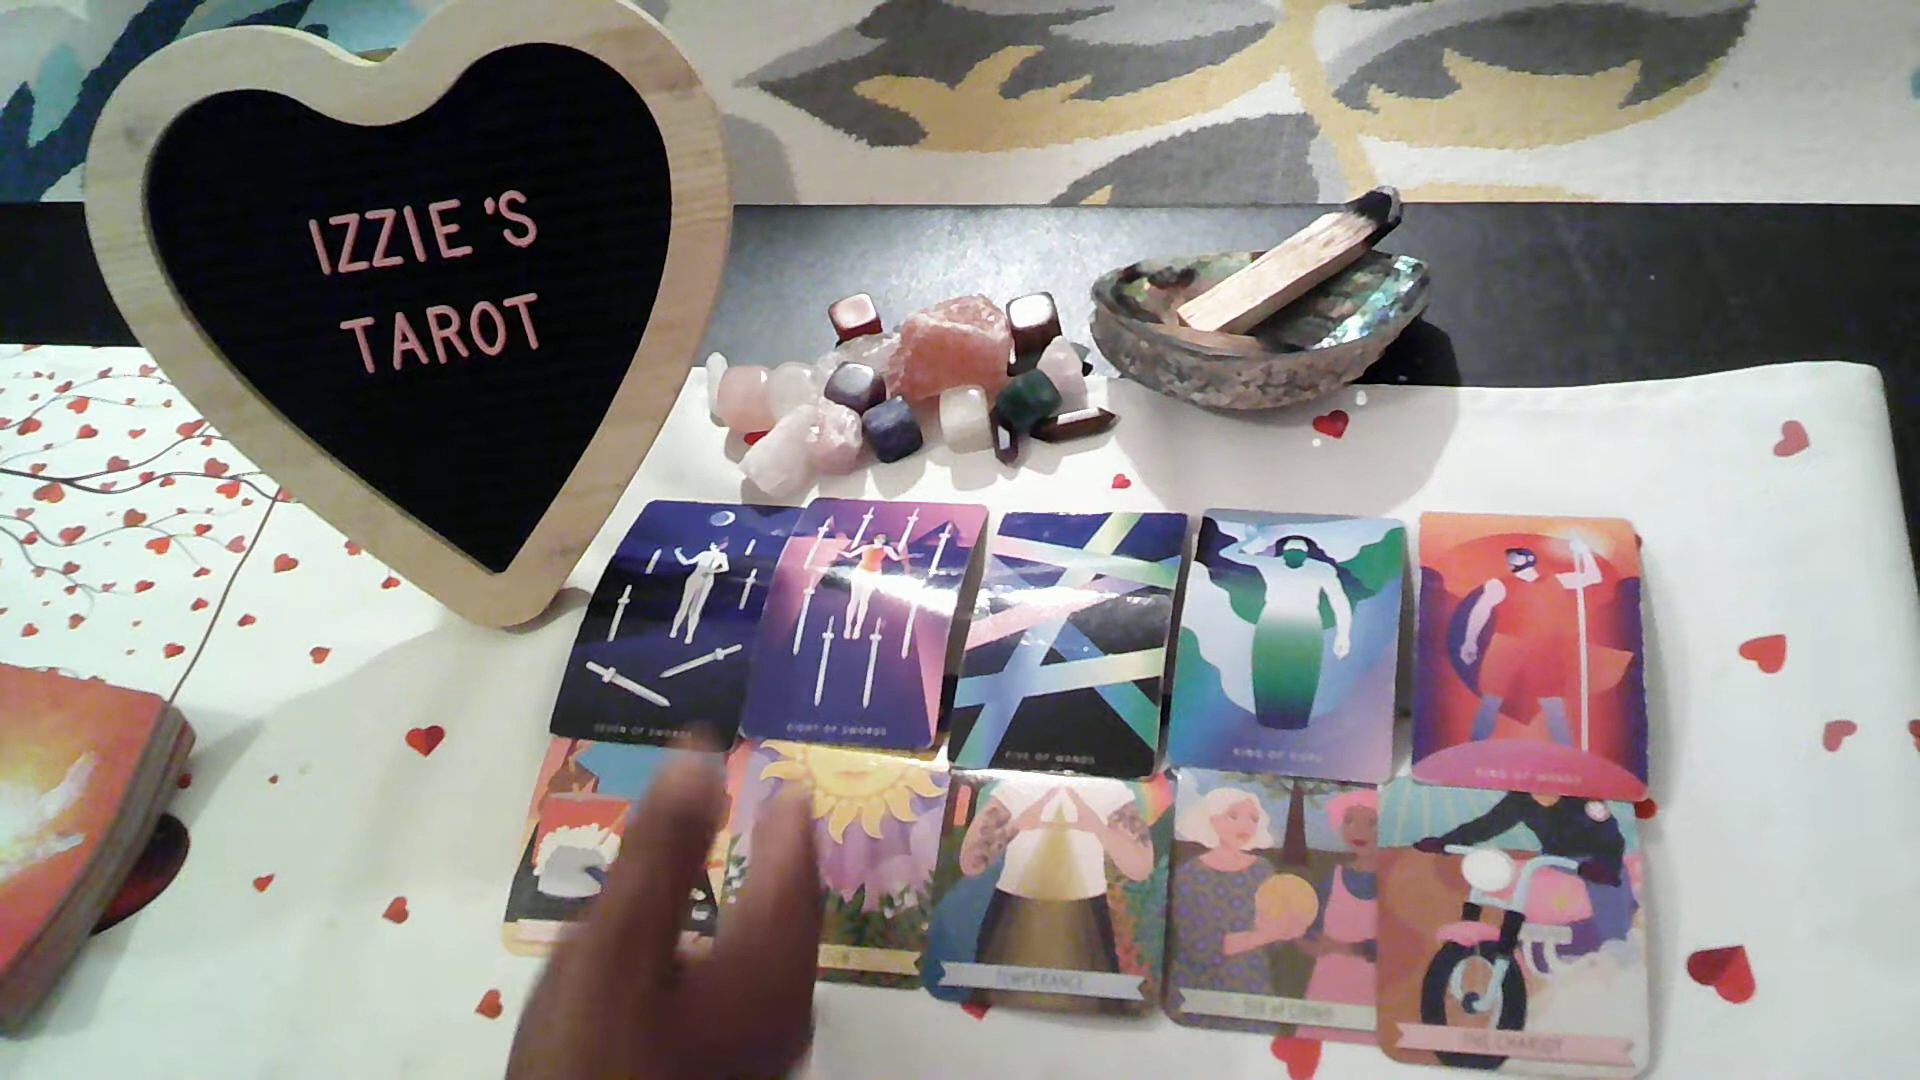 IZZIE'S
TAROT
SEVEN OF SWORDS
EIGHT OF SWORDS
FIVE OF WANDS
KING OF CUPS
KING OF WANDS
TEMPERANCE
THE CHARIOT